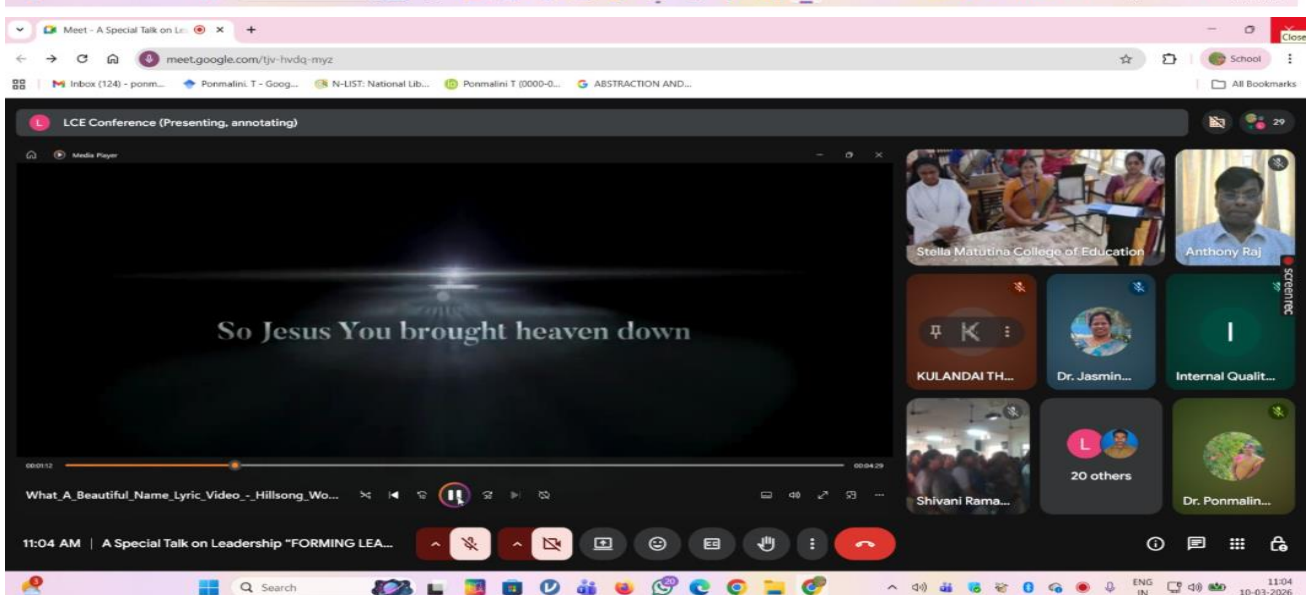 Meet - A Special Talk on Le
Close
meet.google.com/tjv-hvdq-myz
School
Inbox (124) - ponm...
Ponmalini. T - Goog...
N-LIST: National Lib...
Ponmalini T (0000-0...
ABSTRACTION AND...
All Bookmarks
L
LCE Conference (Presenting, annotating)
29
Media Player
So Jesus You brought heaven down
00:01:12
00:04:29
What_A_Beautiful_Name_Lyric_Video_-_Hillsong_Wo...
Stella Matutina College of Education
Anthony Raj
screenrec
K
KULANDAI TH...
Dr. Jasmin...
I
Internal Qualit...
Shivani Rama...
L
20 others
Dr. Ponmalin...
11:04 AM | A Special Talk on Leadership "FORMING LEA...
Search
20
ENG
IN
11:04
10-03-2026